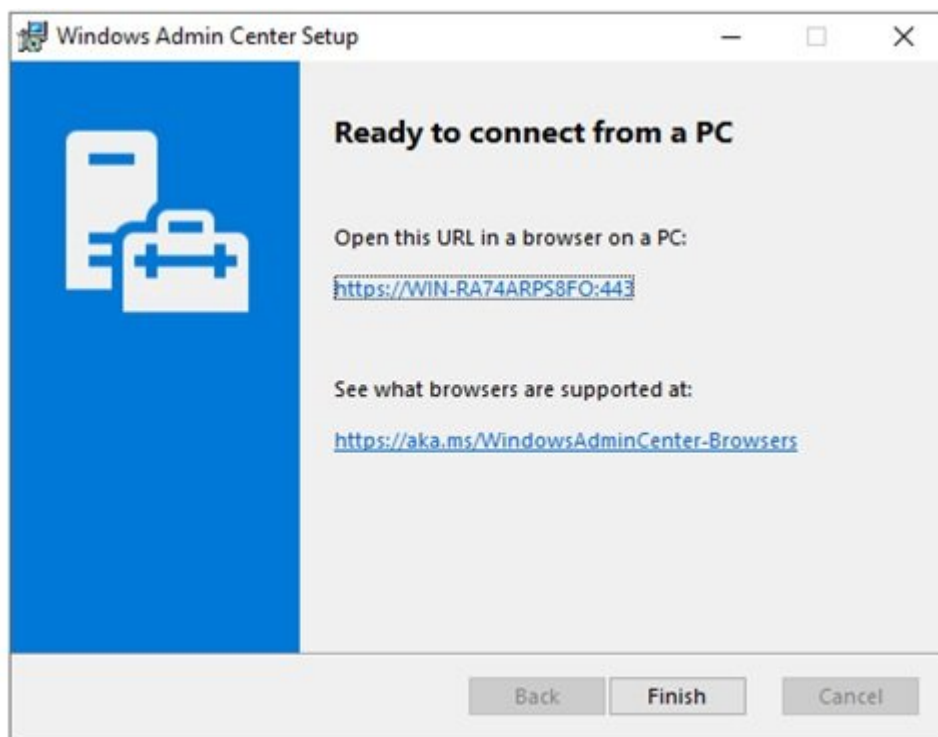 Windows Admin Center Setup
Ready to connect from a PC
Open this URL in a browser on a PC:
https://WIN-RA74ARPS8FO:443
See what browsers are supported at:
https://aka.ms/WindowsAdminCenter-Browsers
Back Finish Cancel